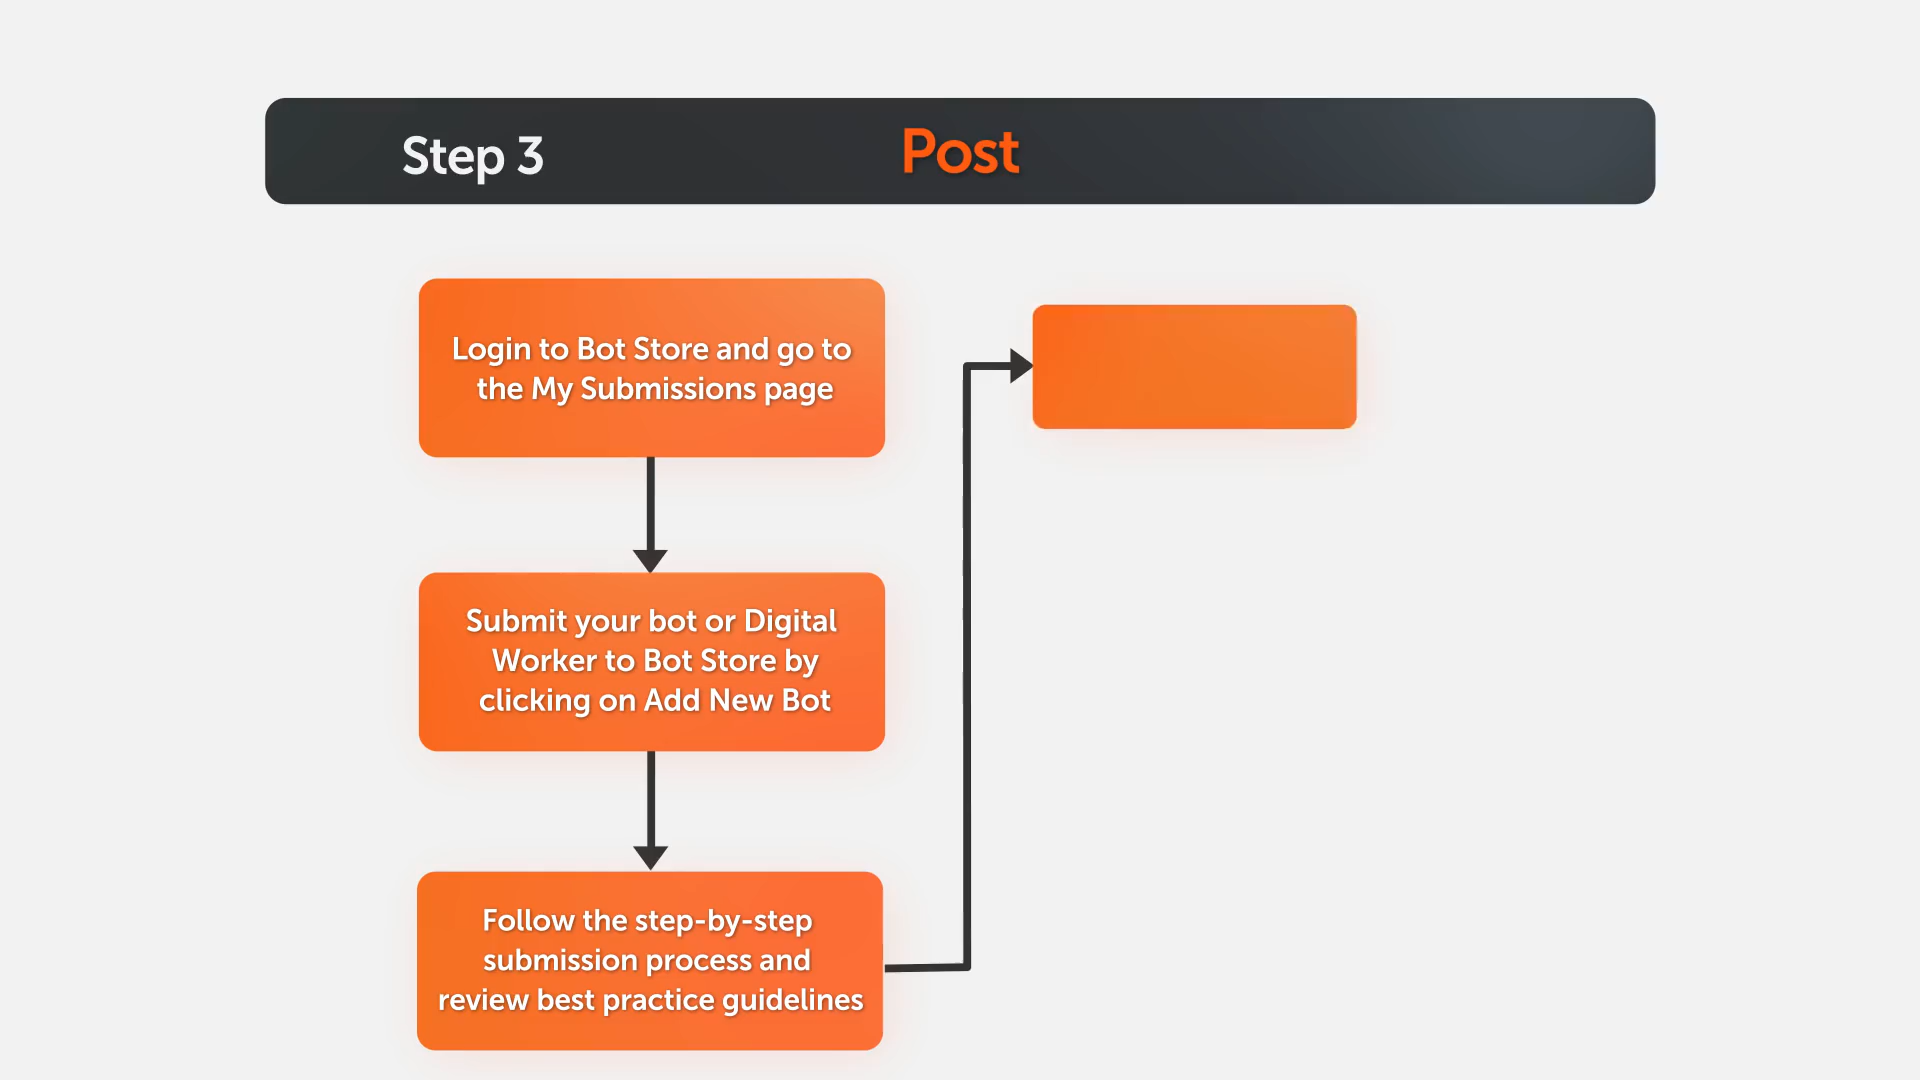 Step 3
Post
Login to Bot Store and go to
the My Submissions page
Submit your bot or Digital
Worker to Bot Store by
clicking on Add New Bot
Follow the step-by-step
submission process and
review best practice guidelines